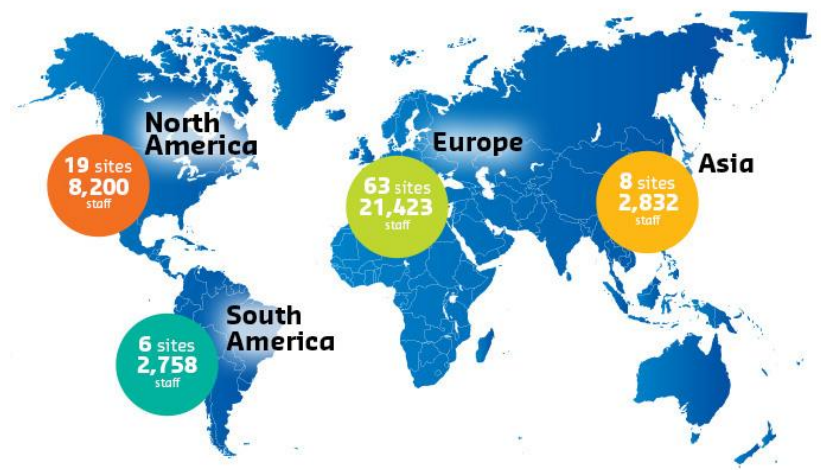 North
America
19 sites
8,200
staff
Europe
63 sites
21,423
staff
Asia
8 sites
2,832
staff
South
America
6 sites
2,758
staff